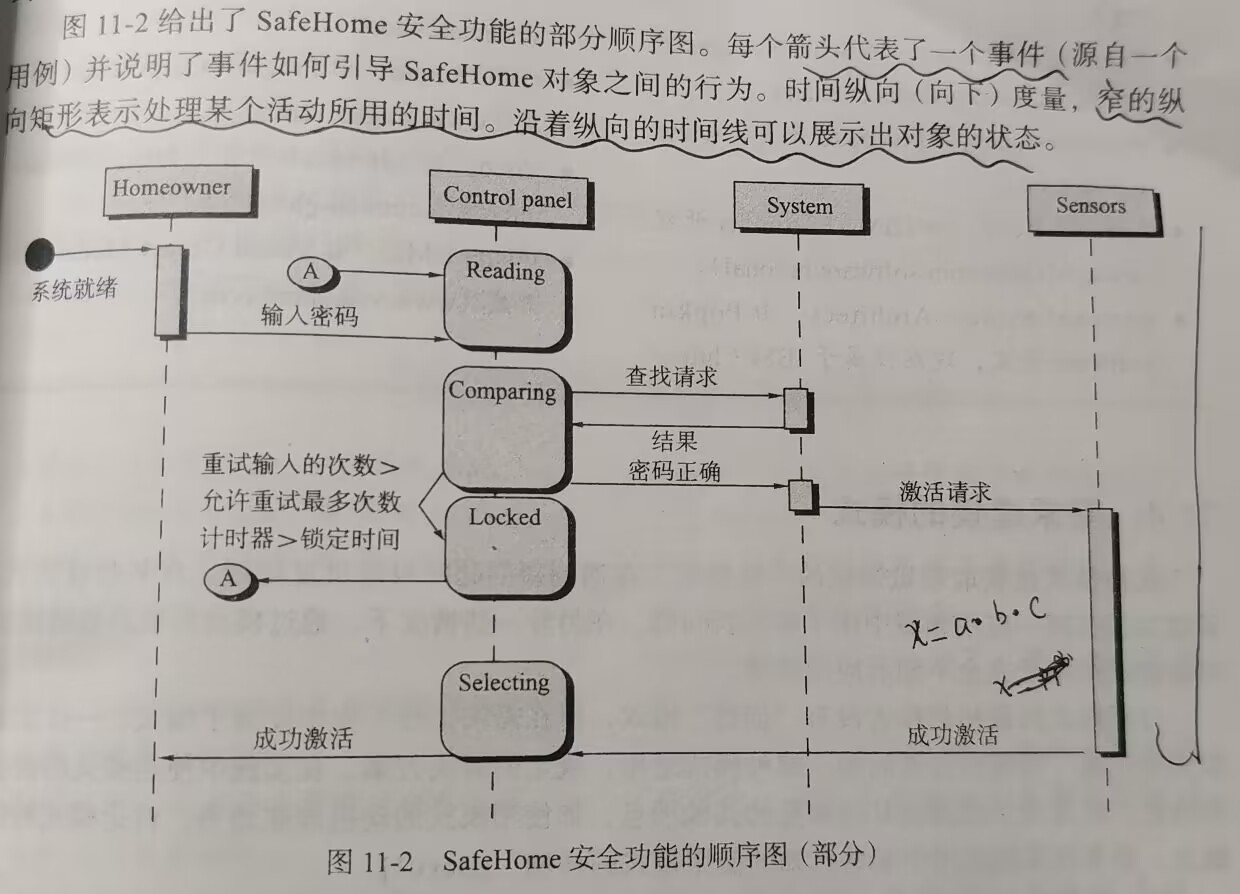 图 11-2 给出了 SafeHome 安全功能的部分顺序图。每个箭头代表了一个事件(源自一个
用例)并说明了事件如何引导 SafeHome 对象之间的行为。时间纵向(向下)度量,窄的纵
向矩形表示处理某个活动所用的时间。沿着纵向的时间线可以展示出对象的状态。
Homeowner
Control panel
System
Sensors
系统就绪
A
Reading
输入密码
Comparing
查找请求
结果
密码正确
激活请求
重试输入的次数>
允许重试最多次数
计时器>锁定时间
Locked
A
x=a·b·c
Selecting
成功激活
成功激活
图 11-2 SafeHome 安全功能的顺序图(部分)